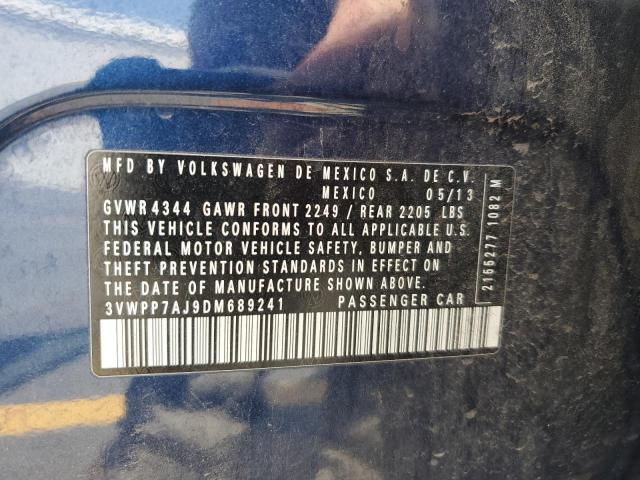 MFD BY VOLKSWAGEN DE MEXICO S.A. DE C.V.
MEXICO 05/13
GVWR 4344 GAWR FRONT 2249 / REAR 2205 LBS
THIS VEHICLE CONFORMS TO ALL APPLICABLE U.S.
FEDERAL MOTOR VEHICLE SAFETY, BUMPER AND
THEFT PREVENTION STANDARDS IN EFFECT ON
THE DATE OF MANUFACTURE SHOWN ABOVE.
3VWPP7AJ9DM689241 PASSENGER CAR
2155277 1082 M